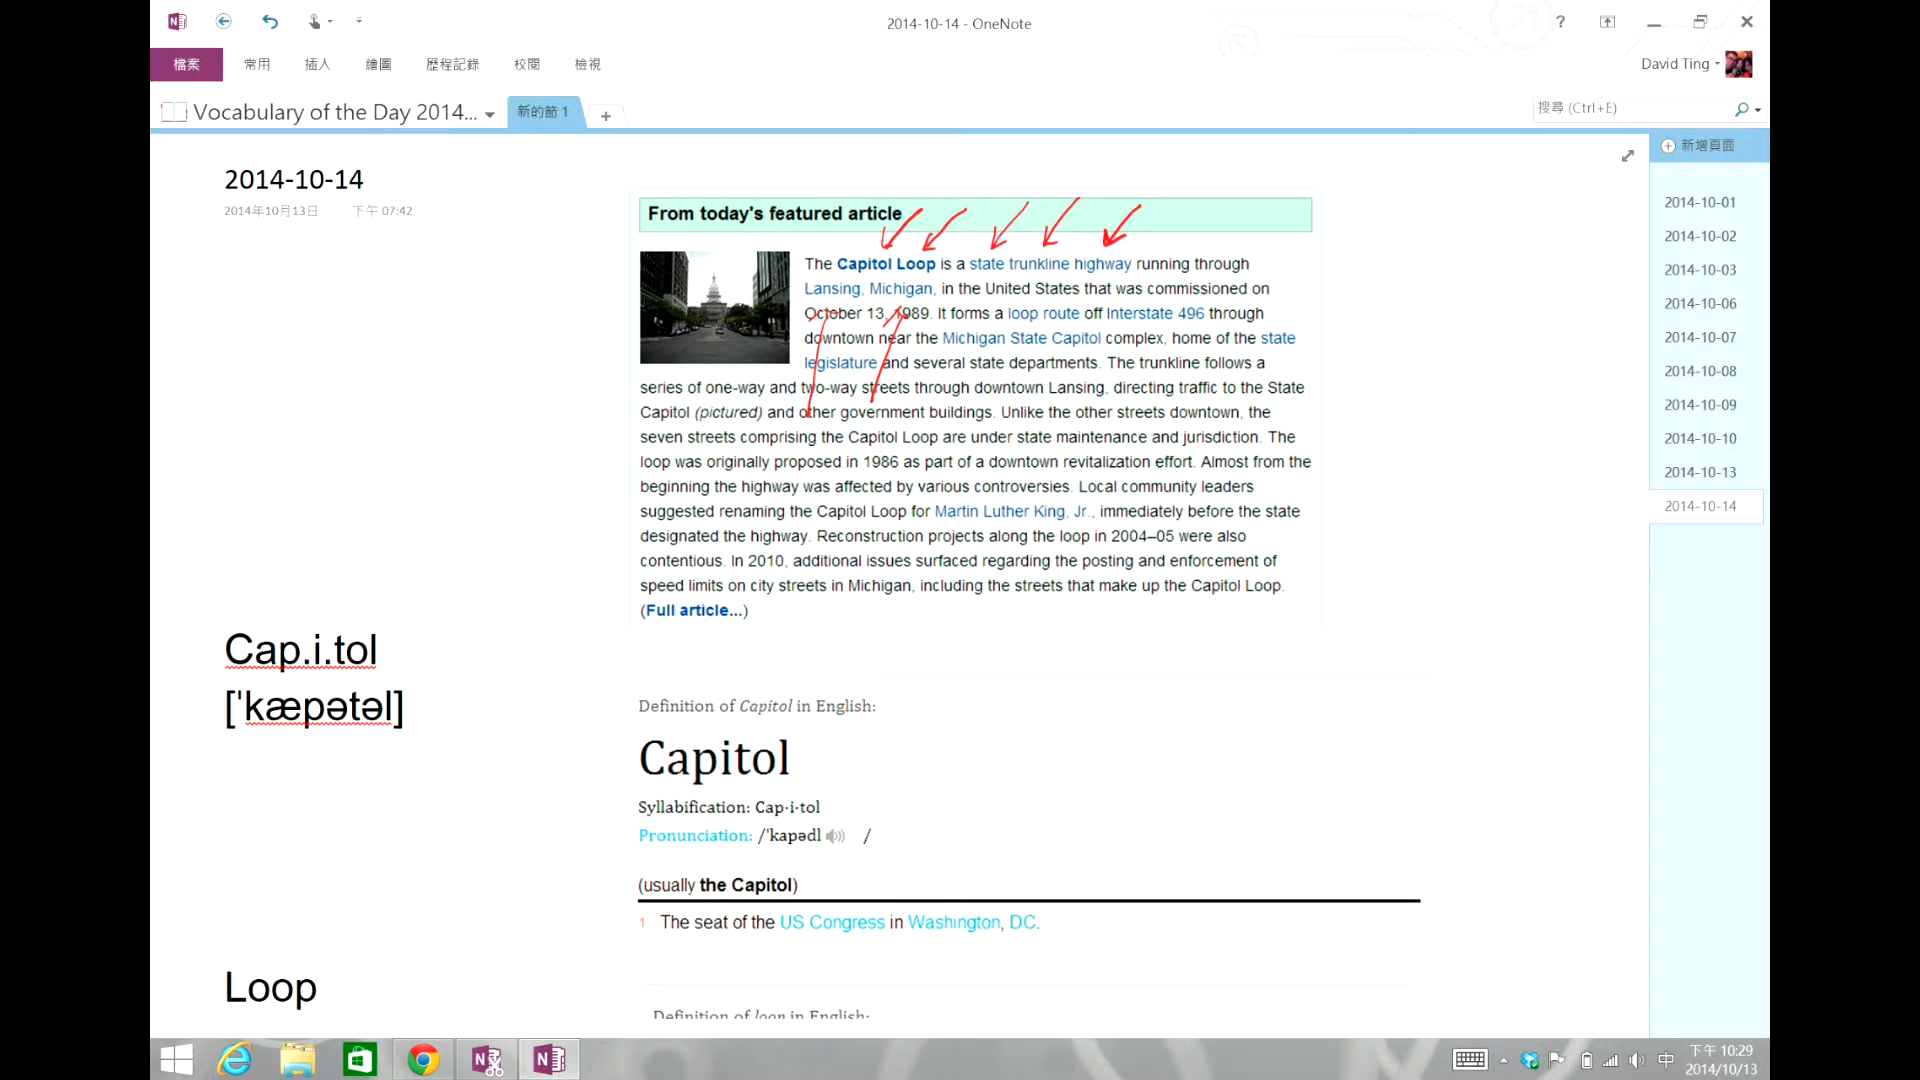 2014-10-14 - OneNote
?
檔案 常用 插入 繪圖 歷程記錄 校閱 檢視
David Ting
Vocabulary of the Day 2014...
新的節 1
+
搜尋 (Ctrl+E)
新增頁面
2014-10-01
2014-10-02
2014-10-03
2014-10-06
2014-10-07
2014-10-08
2014-10-09
2014-10-10
2014-10-13
2014-10-14
2014-10-14
2014年10月13日 下午 07:42
From today's featured article
The Capitol Loop is a state trunkline highway running through
Lansing, Michigan, in the United States that was commissioned on
October 13, 1989. It forms a loop route off Interstate 496 through
downtown near the Michigan State Capitol complex, home of the state
legislature and several state departments. The trunkline follows a
series of one-way and two-way streets through downtown Lansing, directing traffic to the State
Capitol (pictured) and other government buildings. Unlike the other streets downtown, the
seven streets comprising the Capitol Loop are under state maintenance and jurisdiction. The
loop was originally proposed in 1986 as part of a downtown revitalization effort. Almost from the
beginning the highway was affected by various controversies. Local community leaders
suggested renaming the Capitol Loop for Martin Luther King, Jr., immediately before the state
designated the highway. Reconstruction projects along the loop in 2004–05 were also
contentious. In 2010, additional issues surfaced regarding the posting and enforcement of
speed limits on city streets in Michigan, including the streets that make up the Capitol Loop.
(Full article...)
Cap.i.tol
[ˈkæpətəl]
Definition of Capitol in English:
Capitol
Syllabification: Cap·i·tol
Pronunciation: /ˈkapədl /
(usually the Capitol)
1 The seat of the US Congress in Washington, DC.
Loop
Definition of loop in English:
中
下午 10:29
2014/10/13